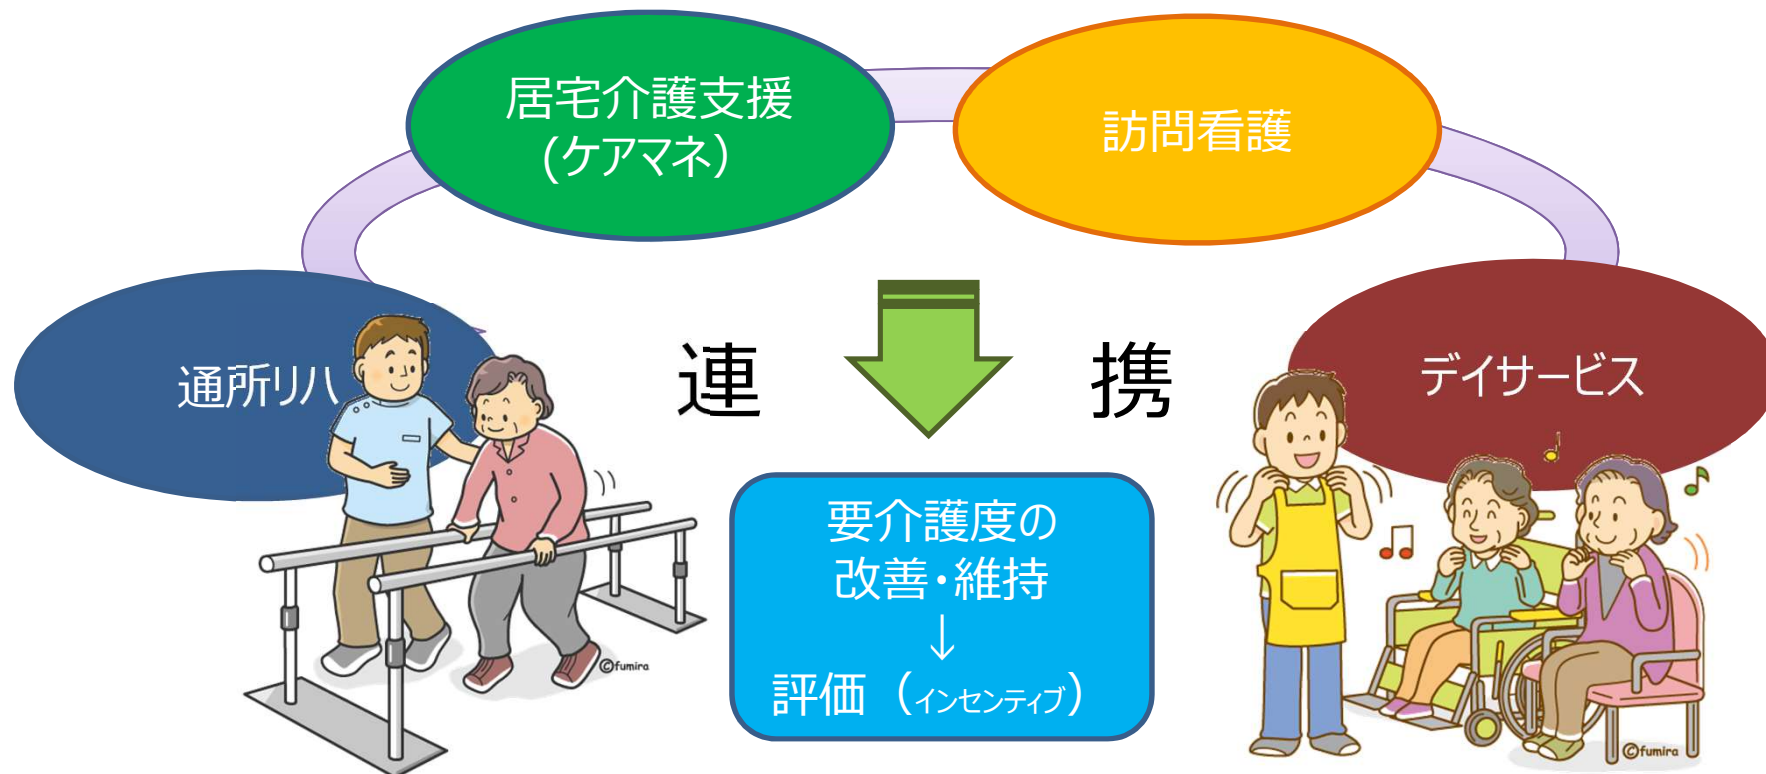 居宅介護支援
(ケアマネ）
訪問看護
通所リハ
連 携
デイサービス
要介護度の
改善・維持
↓
評価（インセンティブ）
©fumira
©fumira